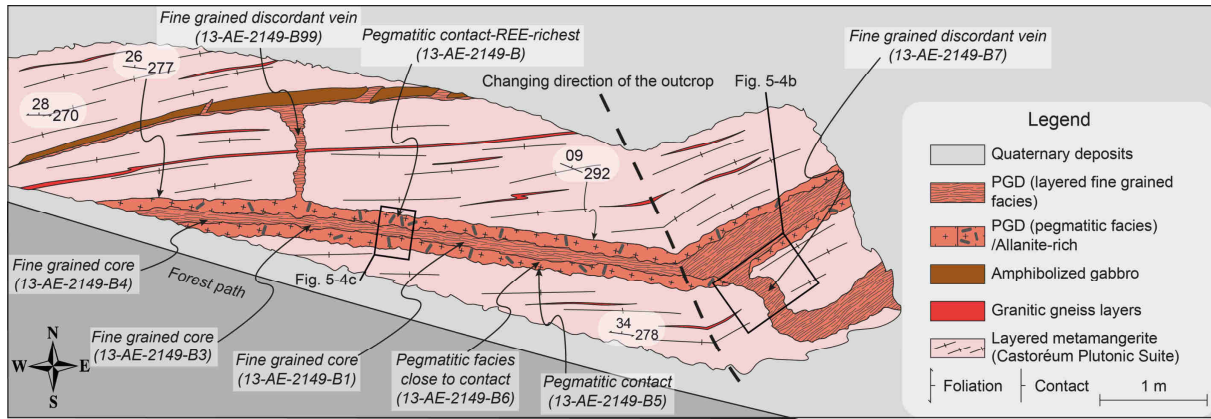 Fine grained discordant vein
(13-AE-2149-B99)
Pegmatitic contact-REE-richest
(13-AE-2149-B)
Fine grained discordant vein
(13-AE-2149-B7)
26
277
Changing direction of the outcrop
Fig. 5-4b
28
270
09
292
Legend
Quaternary deposits
PGD (layered fine grained
facies)
PGD (pegmatitic facies)
/Allanite-rich
Amphibolized gabbro
Granitic gneiss layers
Layered metamangerite
(Castoréum Plutonic Suite)
Foliation
Contact
1 m
Fine grained core
(13-AE-2149-B4)
Forest path
Fig. 5-4c
34
278
Fine grained core
(13-AE-2149-B3)
Fine grained core
(13-AE-2149-B1)
Pegmatitic facies
close to contact
(13-AE-2149-B6)
Pegmatitic contact
(13-AE-2149-B5)
N
W
E
S